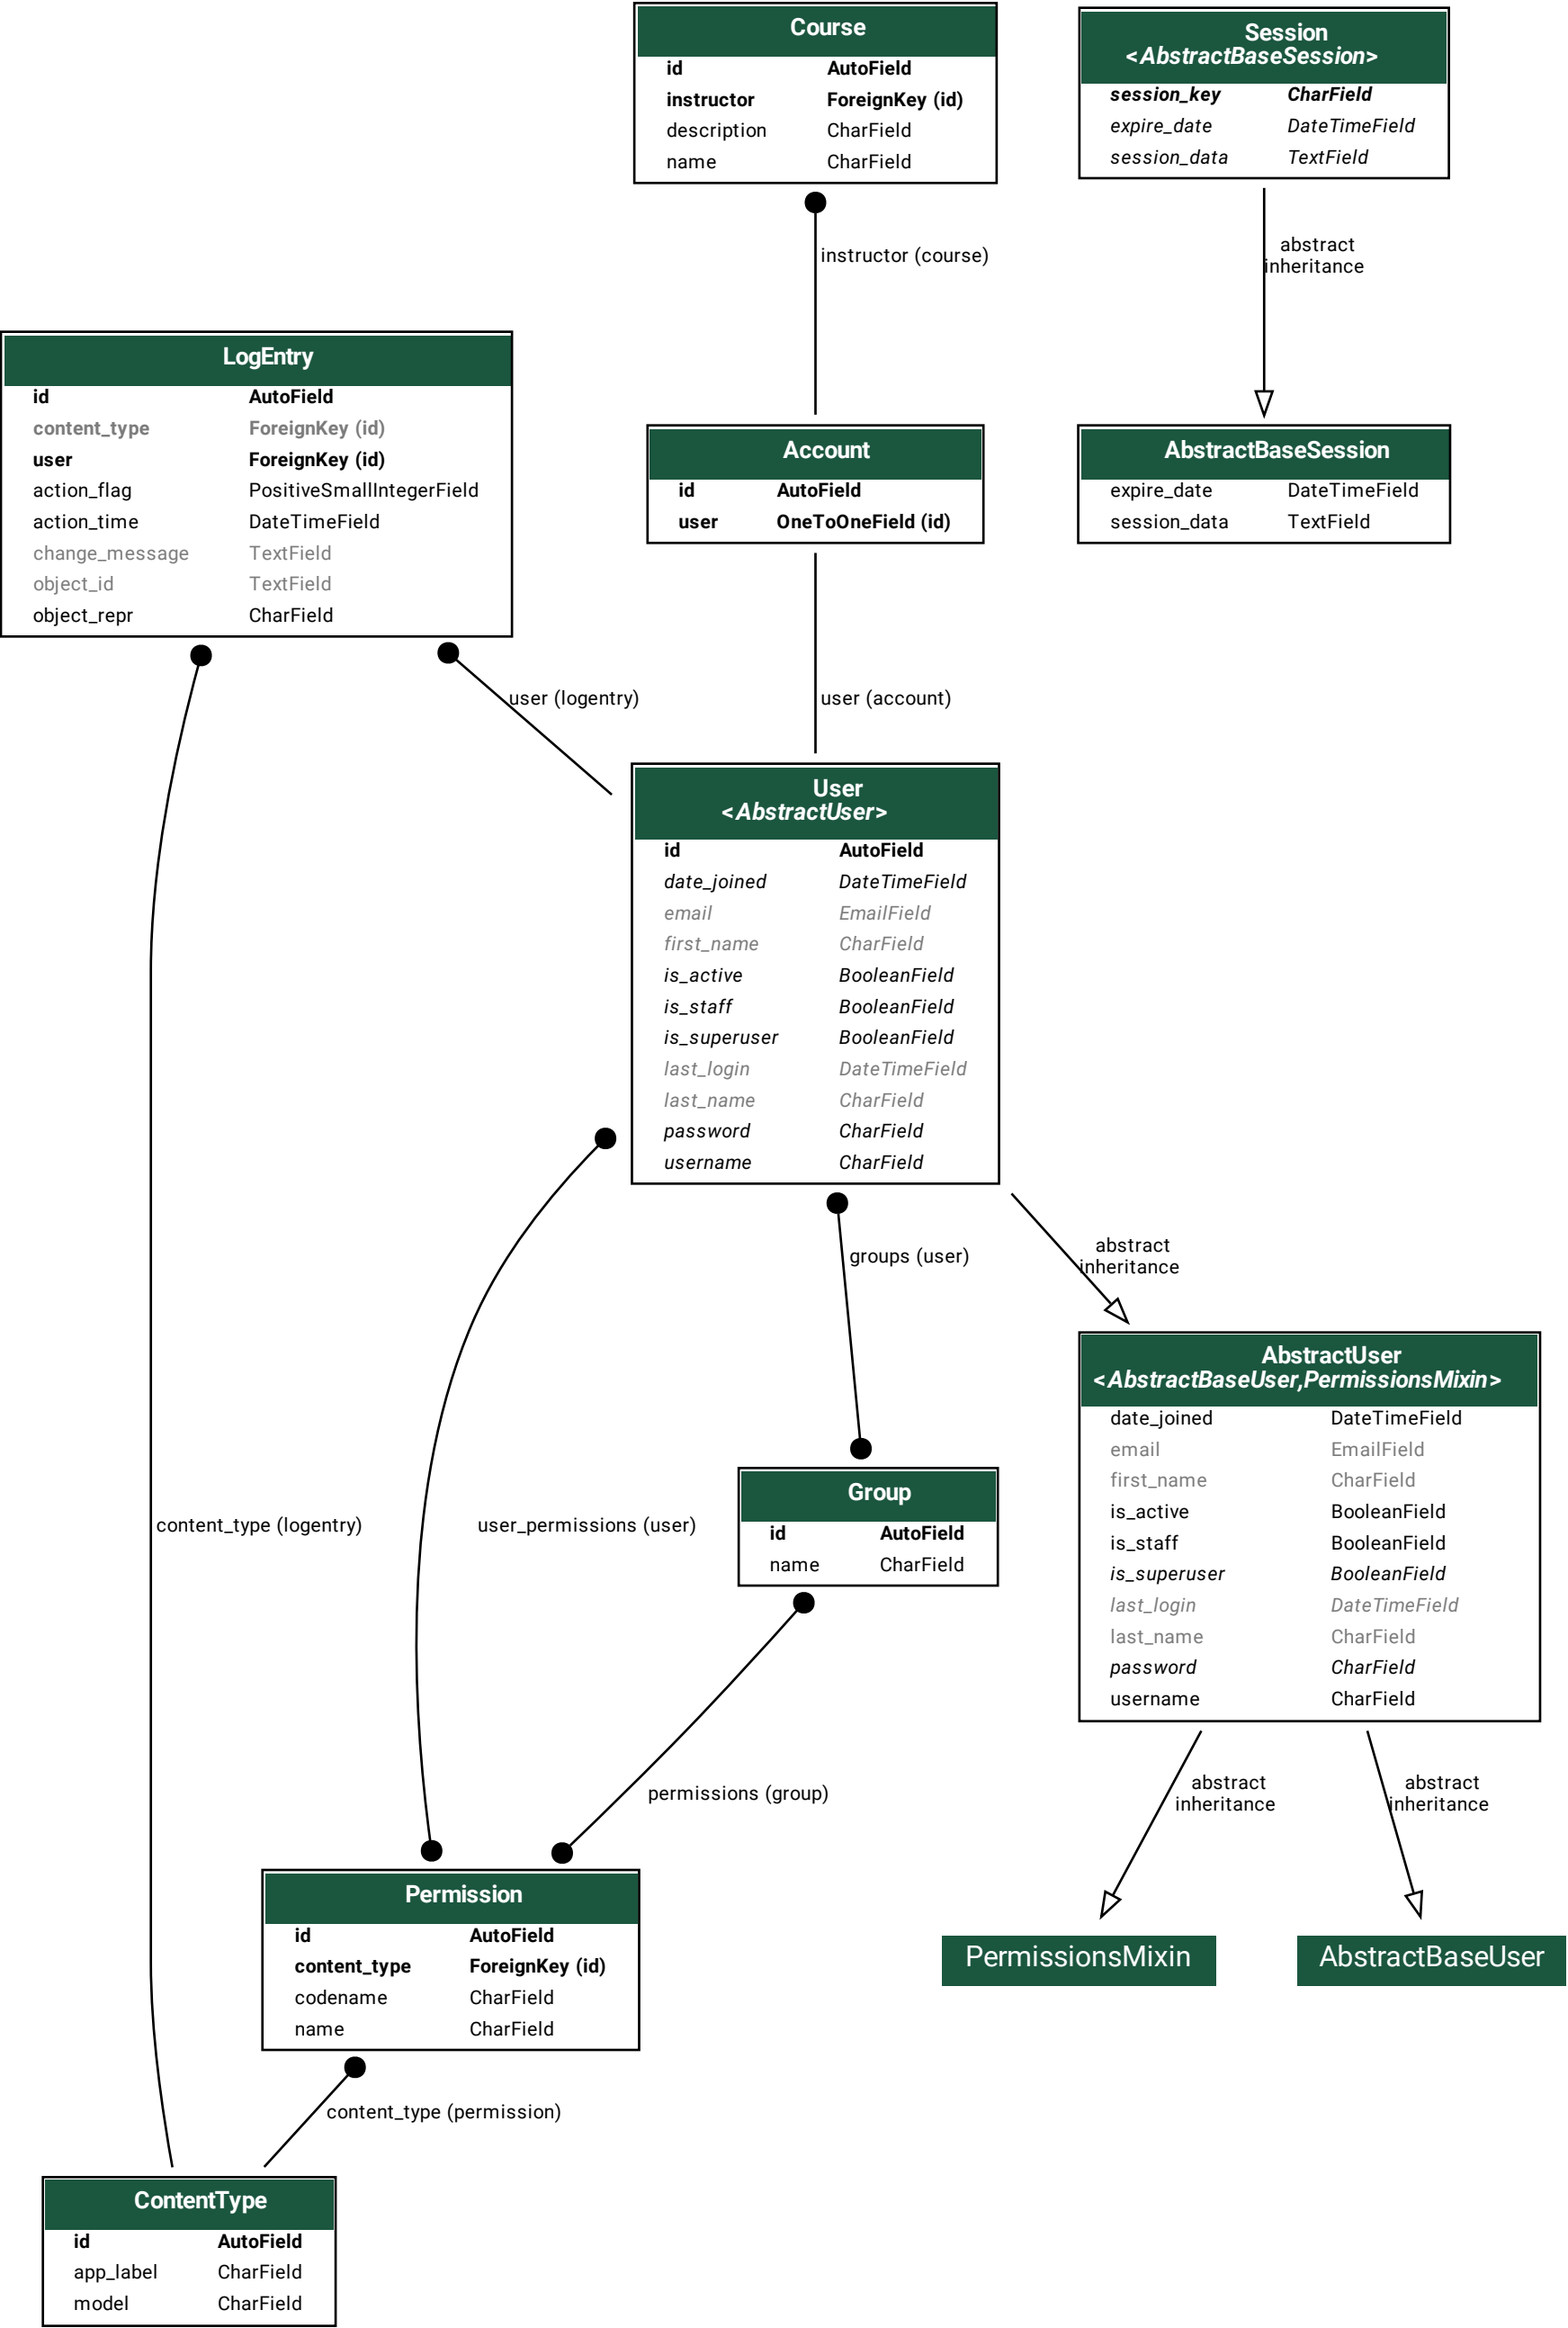 Course
id AutoField
instructor ForeignKey (id)
description CharField
name CharField
Session
<AbstractBaseSession>
session_key CharField
expire_date DateTimeField
session_data TextField
instructor (course)
abstract
inheritance
LogEntry
id AutoField
content_type ForeignKey (id)
user ForeignKey (id)
action_flag PositiveSmallIntegerField
action_time DateTimeField
change_message TextField
object_id TextField
object_repr CharField
Account
id AutoField
user OneToOneField (id)
AbstractBaseSession
expire_date DateTimeField
session_data TextField
user (logentry)
user (account)
User
<AbstractUser>
id AutoField
date_joined DateTimeField
email EmailField
first_name CharField
is_active BooleanField
is_staff BooleanField
is_superuser BooleanField
last_login DateTimeField
last_name CharField
password CharField
username CharField
groups (user)
abstract
inheritance
AbstractUser
<AbstractBaseUser,PermissionsMixin>
date_joined DateTimeField
email EmailField
first_name CharField
is_active BooleanField
is_staff BooleanField
is_superuser BooleanField
last_login DateTimeField
last_name CharField
password CharField
username CharField
content_type (logentry)
user_permissions (user)
Group
id AutoField
name CharField
permissions (group)
abstract
inheritance
abstract
inheritance
Permission
id AutoField
content_type ForeignKey (id)
codename CharField
name CharField
PermissionsMixin
AbstractBaseUser
content_type (permission)
ContentType
id AutoField
app_label CharField
model CharField